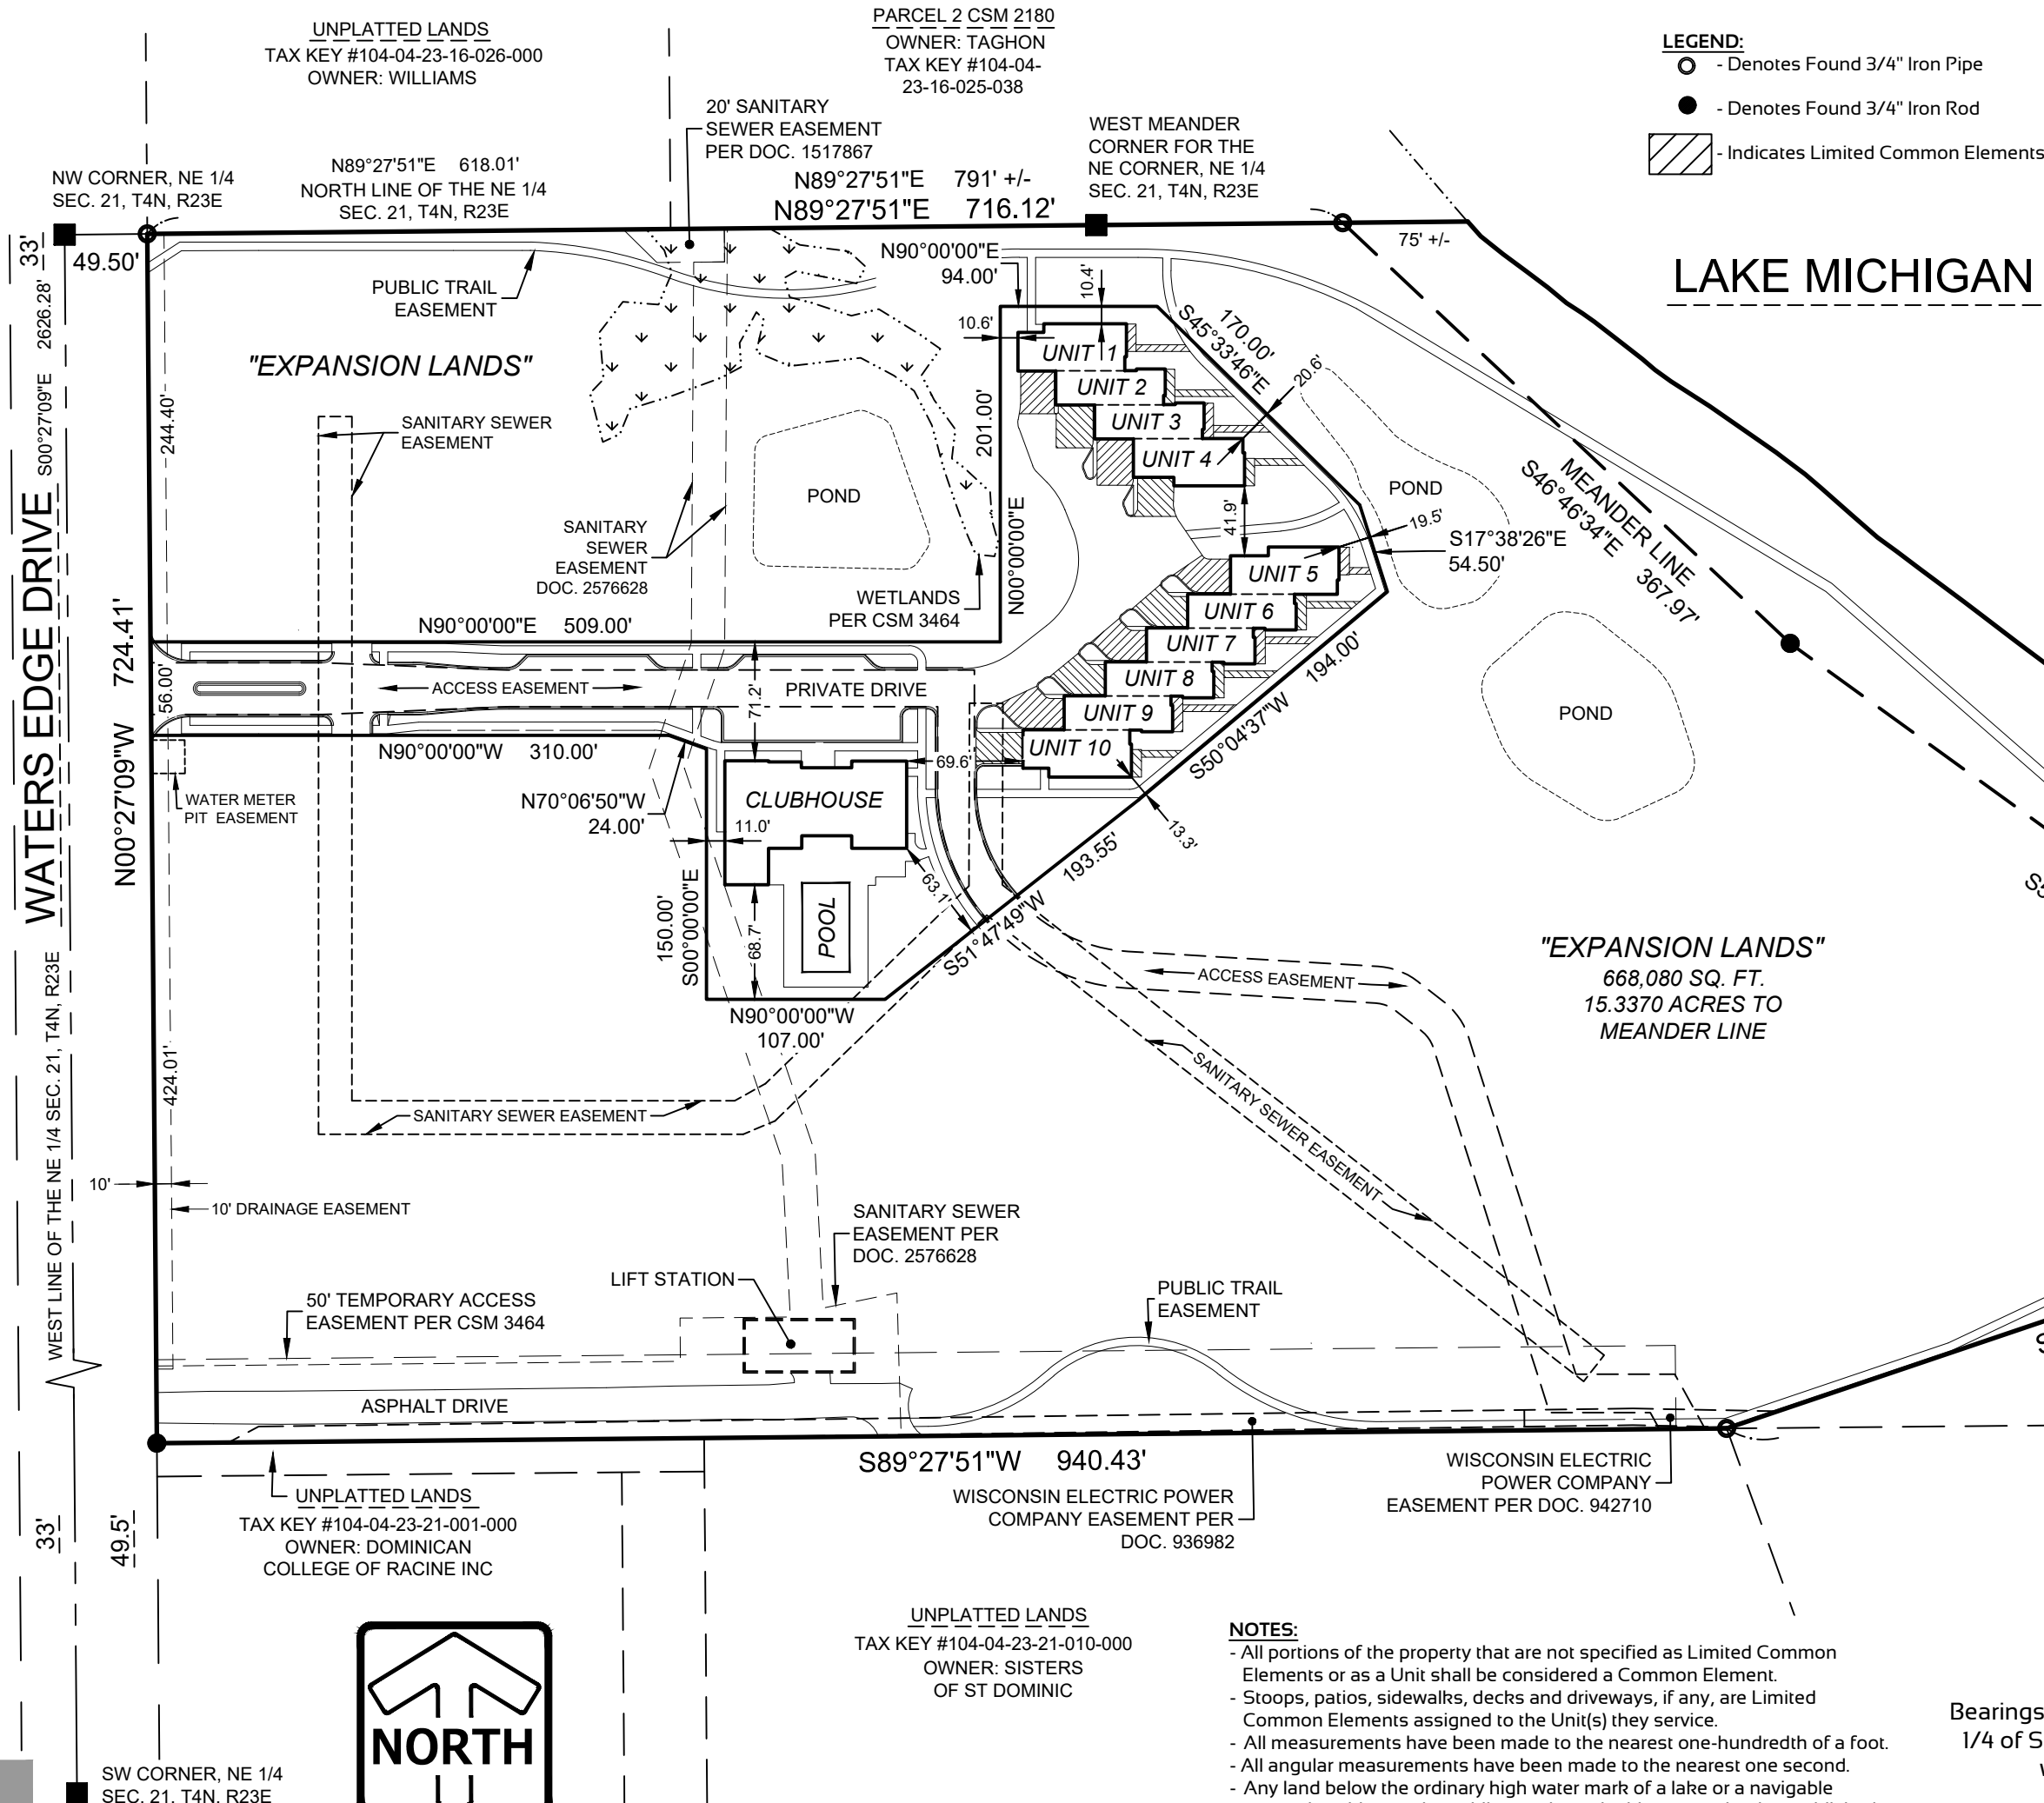 UNPLATTED LANDS
TAX KEY #104-04-23-16-026-000
OWNER: WILLIAMS
PARCEL 2 CSM 2180
OWNER: TAGHON
TAX KEY #104-04-
23-16-025-038
LEGEND:
- Denotes Found 3/4" Iron Pipe
- Denotes Found 3/4" Iron Rod
- Indicates Limited Common Elements
20' SANITARY
SEWER EASEMENT
PER DOC. 1517867
WEST MEANDER
CORNER FOR THE
NE CORNER, NE 1/4
SEC. 21, T4N, R23E
NW CORNER, NE 1/4
SEC. 21, T4N, R23E
N89°27'51"E 618.01'
NORTH LINE OF THE NE 1/4
SEC. 21, T4N, R23E
N89°27'51"E 791' +/-
N89°27'51"E 716.12'
75' +/-
LAKE MICHIGAN
33'
49.50'
PUBLIC TRAIL
EASEMENT
N90°00'00"E
94.00'
10.4'
10.6'
170.00'
S45°33'46"E
20.6'
"EXPANSION LANDS"
S00°27'09"E 2626.28'
244.40'
SANITARY SEWER
EASEMENT
201.00'
N00°00'00"E
UNIT 1
UNIT 2
UNIT 3
UNIT 4
POND
POND
MEANDER LINE
S46°46'34"E 367.97'
41.9'
19.5'
S17°38'26"E
54.50'
SANITARY
SEWER
EASEMENT
DOC. 2576628
WETLANDS
PER CSM 3464
UNIT 5
UNIT 6
UNIT 7
UNIT 8
UNIT 9
UNIT 10
WATERS EDGE DRIVE
N00°27'09"W 724.41'
N90°00'00"E 509.00'
56.00'
ACCESS EASEMENT
PRIVATE DRIVE
71.2'
194.00'
S50°04'37"W
POND
N90°00'00"W 310.00'
69.6'
WATER METER
PIT EASEMENT
N70°06'50"W
24.00'
CLUBHOUSE
11.0'
13.3'
193.55'
S51°47'49"W
63.1'
150.00'
S00°00'00"E
68.7'
POOL
S5
N90°00'00"W
107.00'
ACCESS EASEMENT
"EXPANSION LANDS"
668,080 SQ. FT.
15.3370 ACRES TO
MEANDER LINE
WEST LINE OF THE NE 1/4 SEC. 21, T4N, R23E
424.01'
SANITARY SEWER EASEMENT
SANITARY SEWER EASEMENT
10'
10' DRAINAGE EASEMENT
SANITARY SEWER
EASEMENT PER
DOC. 2576628
LIFT STATION
50' TEMPORARY ACCESS
EASEMENT PER CSM 3464
PUBLIC TRAIL
EASEMENT
ASPHALT DRIVE
S89°27'51"W 940.43'
WISCONSIN ELECTRIC
POWER COMPANY
EASEMENT PER DOC. 942710
WISCONSIN ELECTRIC POWER
COMPANY EASEMENT PER
DOC. 936982
33'
49.5'
UNPLATTED LANDS
TAX KEY #104-04-23-21-001-000
OWNER: DOMINICAN
COLLEGE OF RACINE INC
UNPLATTED LANDS
TAX KEY #104-04-23-21-010-000
OWNER: SISTERS
OF ST DOMINIC
NORTH
SW CORNER, NE 1/4
SEC. 21, T4N, R23E
NOTES:
- All portions of the property that are not specified as Limited Common
Elements or as a Unit shall be considered a Common Element.
- Stoops, patios, sidewalks, decks and driveways, if any, are Limited
Common Elements assigned to the Unit(s) they service.
- All measurements have been made to the nearest one-hundredth of a foot.
- All angular measurements have been made to the nearest one second.
- Any land below the ordinary high water mark of a lake or a navigable
Bearings
1/4 of S